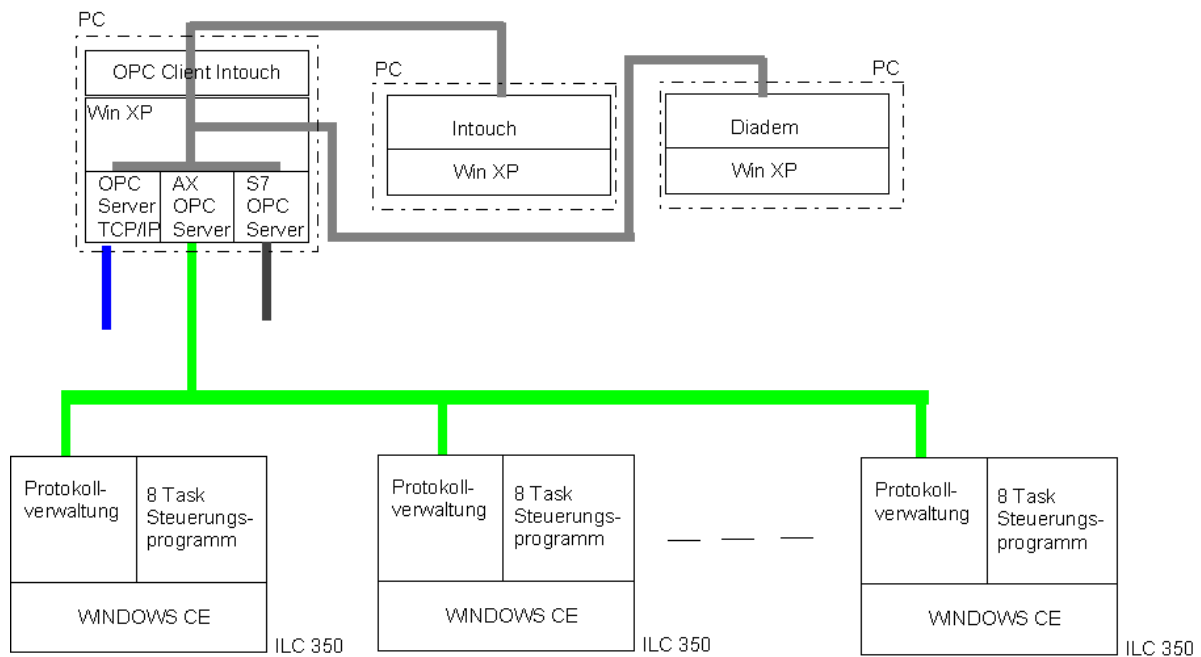 PC
OPC Client Intouch
Win XP
OPC
Server
TCP/IP
AX
OPC
Server
S7
OPC
Server
PC
Intouch
Win XP
PC
Diadem
Win XP
Protokoll-
verwaltung
8 Task
Steuerungs-
programm
WINDOWS CE
ILC 350
Protokoll-
verwaltung
8 Task
Steuerungs-
programm
WINDOWS CE
ILC 350
Protokoll-
verwaltung
8 Task
Steuerungs-
programm
WINDOWS CE
ILC 350